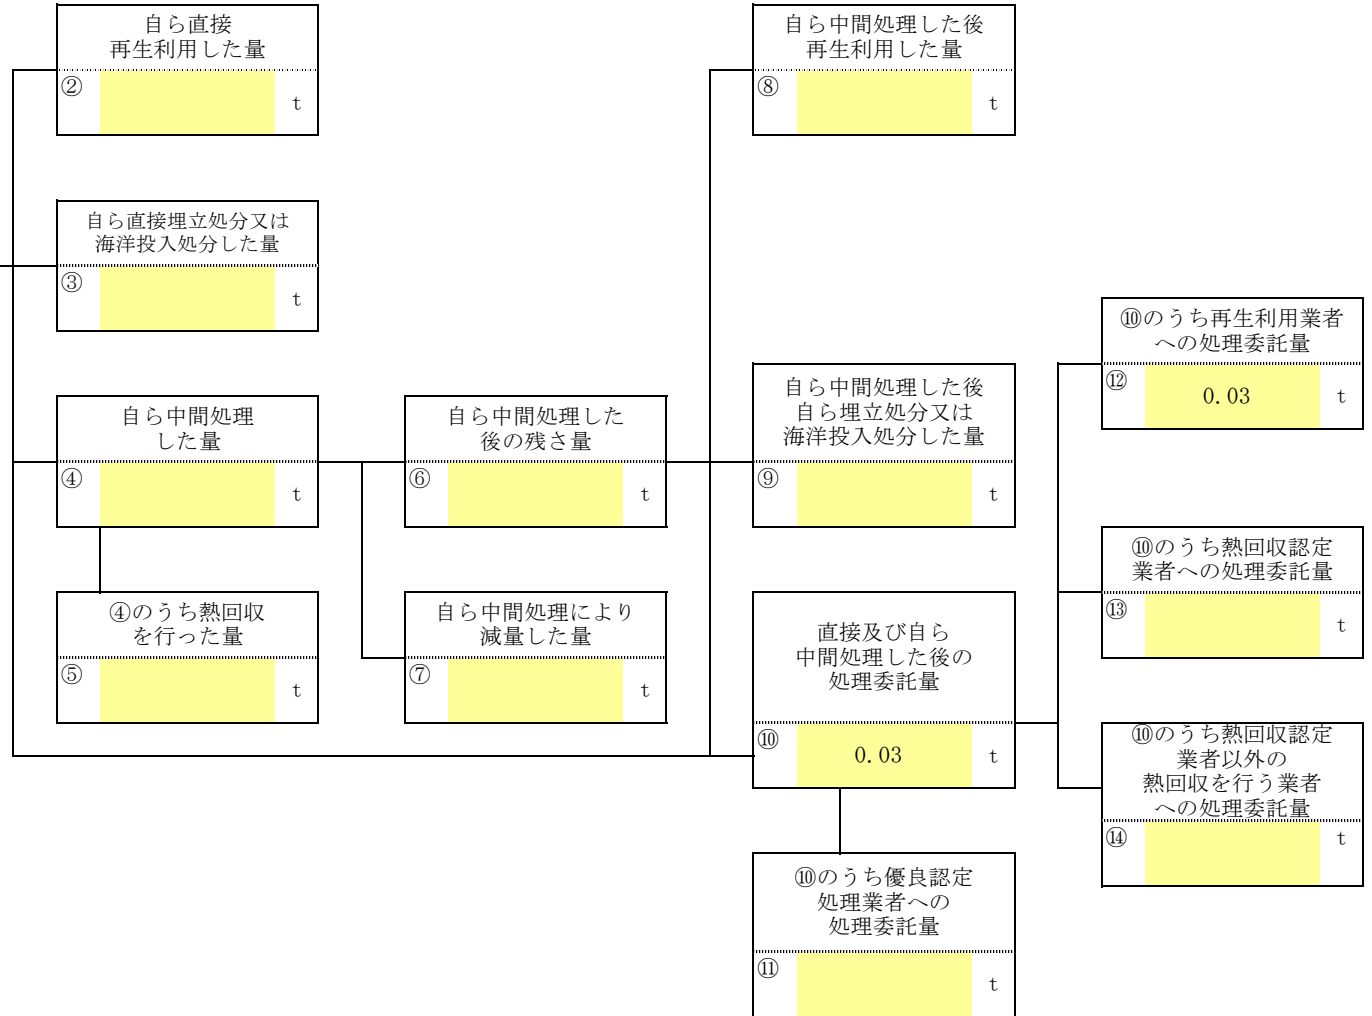 自ら直接
再生利用した量
②
t
自ら中間処理した後
再生利用した量
⑧
t
自ら直接埋立処分又は
海洋投入処分した量
③
t
⑩のうち再生利用業者
への処理委託量
⑫
0.03
t
自ら中間処理
した量
④
t
自ら中間処理した
後の残さ量
⑥
t
自ら中間処理した後
自ら埋立処分又は
海洋投入処分した量
⑨
t
⑩のうち熱回収認定
業者への処理委託量
⑬
t
④のうち熱回収
を行った量
⑤
t
自ら中間処理により
減量した量
⑦
t
直接及び自ら
中間処理した後の
処理委託量
⑩
0.03
t
⑩のうち熱回収認定
業者以外の
熱回収を行う業者
への処理委託量
⑭
t
⑩のうち優良認定
処理業者への
処理委託量
⑪
t